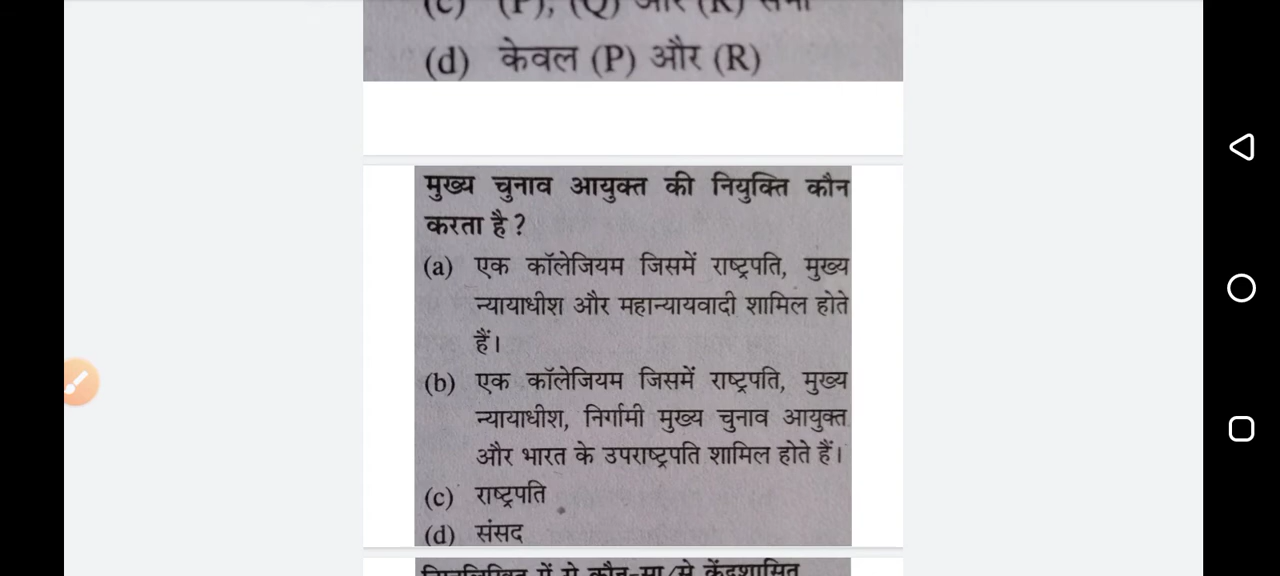 (d) केवल (P) और (R)
मुख्य चुनाव आयुक्त की नियुक्ति कौन
करता है ?
(a) एक कॉलेजियम जिसमें राष्ट्रपति, मुख्य
न्यायाधीश और महान्यायवादी शामिल होते
हैं।
(b) एक कॉलेजियम जिसमें राष्ट्रपति, मुख्य
न्यायाधीश, निर्गामी मुख्य चुनाव आयुक्त
और भारत के उपराष्ट्रपति शामिल होते हैं।
(c) राष्ट्रपति
(d) संसद